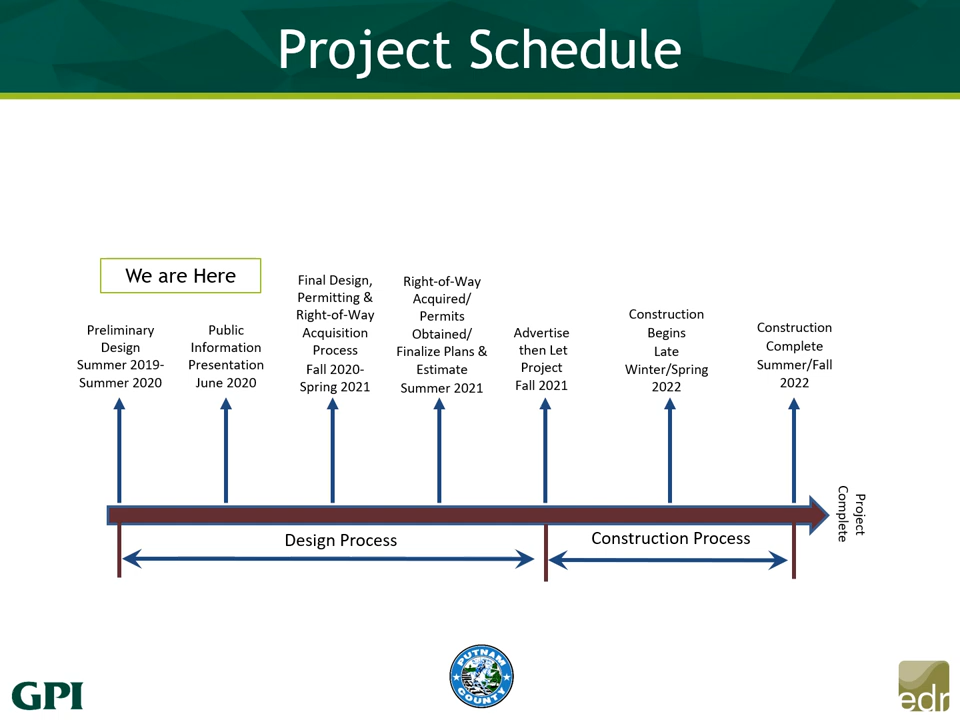 Project Schedule
We are Here
Preliminary
Design
Summer 2019-
Summer 2020
Public
Information
Presentation
June 2020
Final Design,
Permitting &
Right-of-Way
Acquisition
Process
Fall 2020-
Spring 2021
Right-of-Way
Acquired/
Permits
Obtained/
Finalize Plans &
Estimate
Summer 2021
Advertise
then Let
Project
Fall 2021
Construction
Begins
Late
Winter/Spring
2022
Construction
Complete
Summer/Fall
2022
Project
Complete
Design Process
Construction Process
GPI
PUTNAM
COUNTY
edr